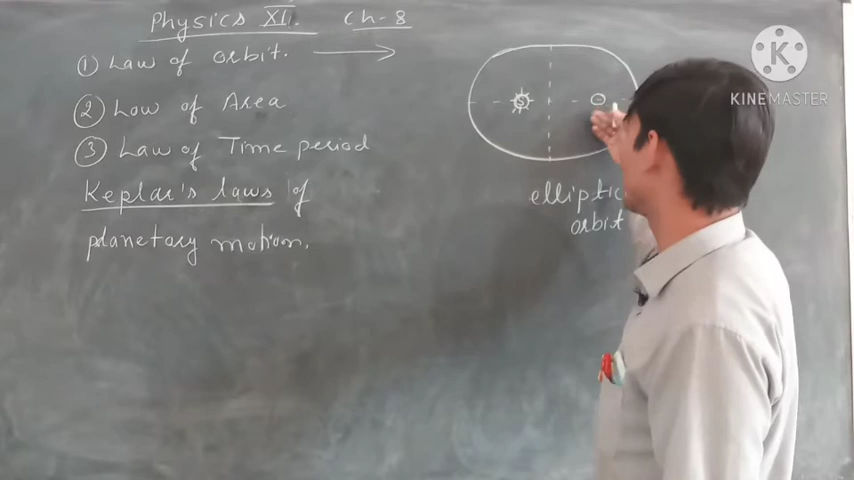 Physics XI. Ch-8
① Law of orbit. →
② Low of Area
③ Law of Time period
Keplar's laws of
planetary motion.
S
elliptic
orbit
KINEMASTER